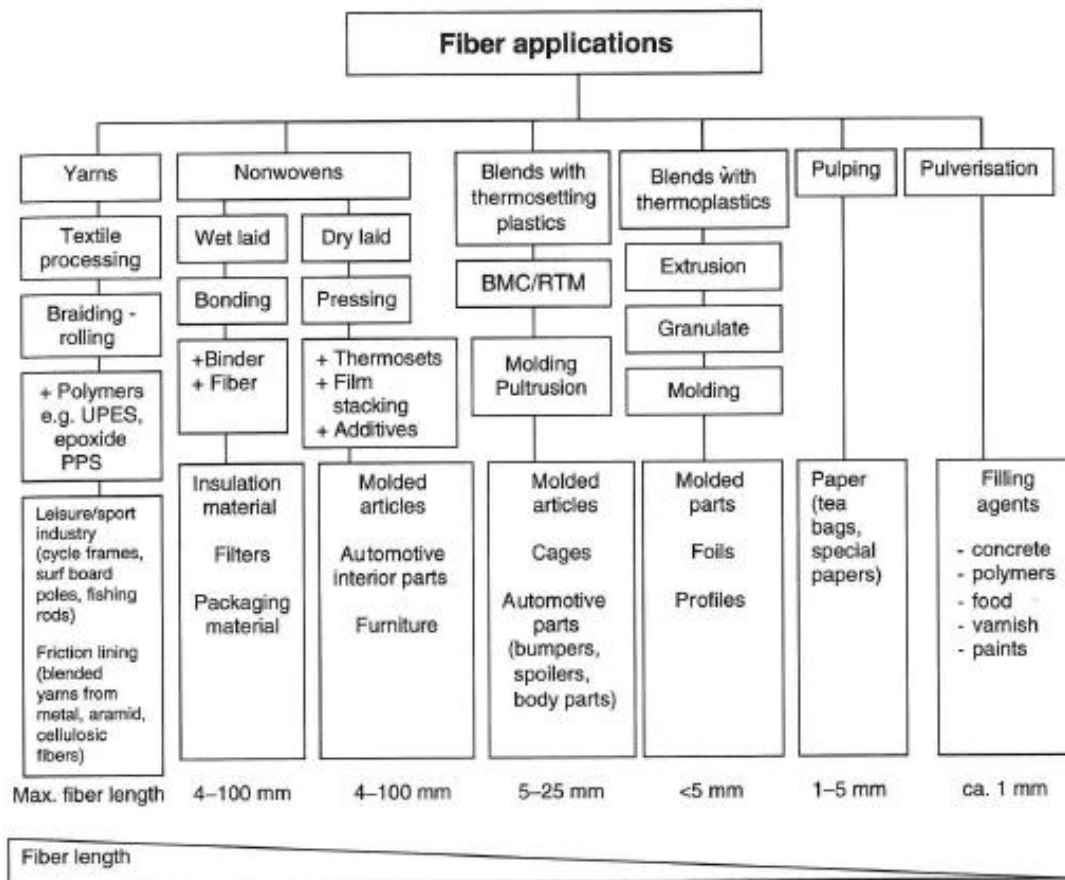 Fiber applications
Yarns
Textile
processing
Braiding -
rolling
+ Polymers
e.g. UPES,
epoxide
PPS
Leisure/sport
industry
(cycle frames,
surf board
poles, fishing
rods)
Friction lining
(blended
yarns from
metal, aramid,
cellulosic
fibers)
Max. fiber length
Nonwovens
Wet laid
Bonding
+Binder
+ Fiber
Insulation
material
Filters
Packaging
material
4–100 mm
Dry laid
Pressing
+ Thermosets
+ Film
stacking
+ Additives
Molded
articles
Automotive
interior parts
Furniture
4–100 mm
Blends with
thermosetting
plastics
BMC/RTM
Molding
Pultrusion
Molded
articles
Cages
Automotive
parts
(bumpers,
spoilers,
body parts)
5–25 mm
Blends with
thermoplastics
Extrusion
Granulate
Molding
Molded
parts
Foils
Profiles
<5 mm
Pulping
Paper
(tea
bags,
special
papers)
1–5 mm
Pulverisation
Filling
agents
- concrete
- polymers
- food
- varnish
- paints
ca. 1 mm
Fiber length